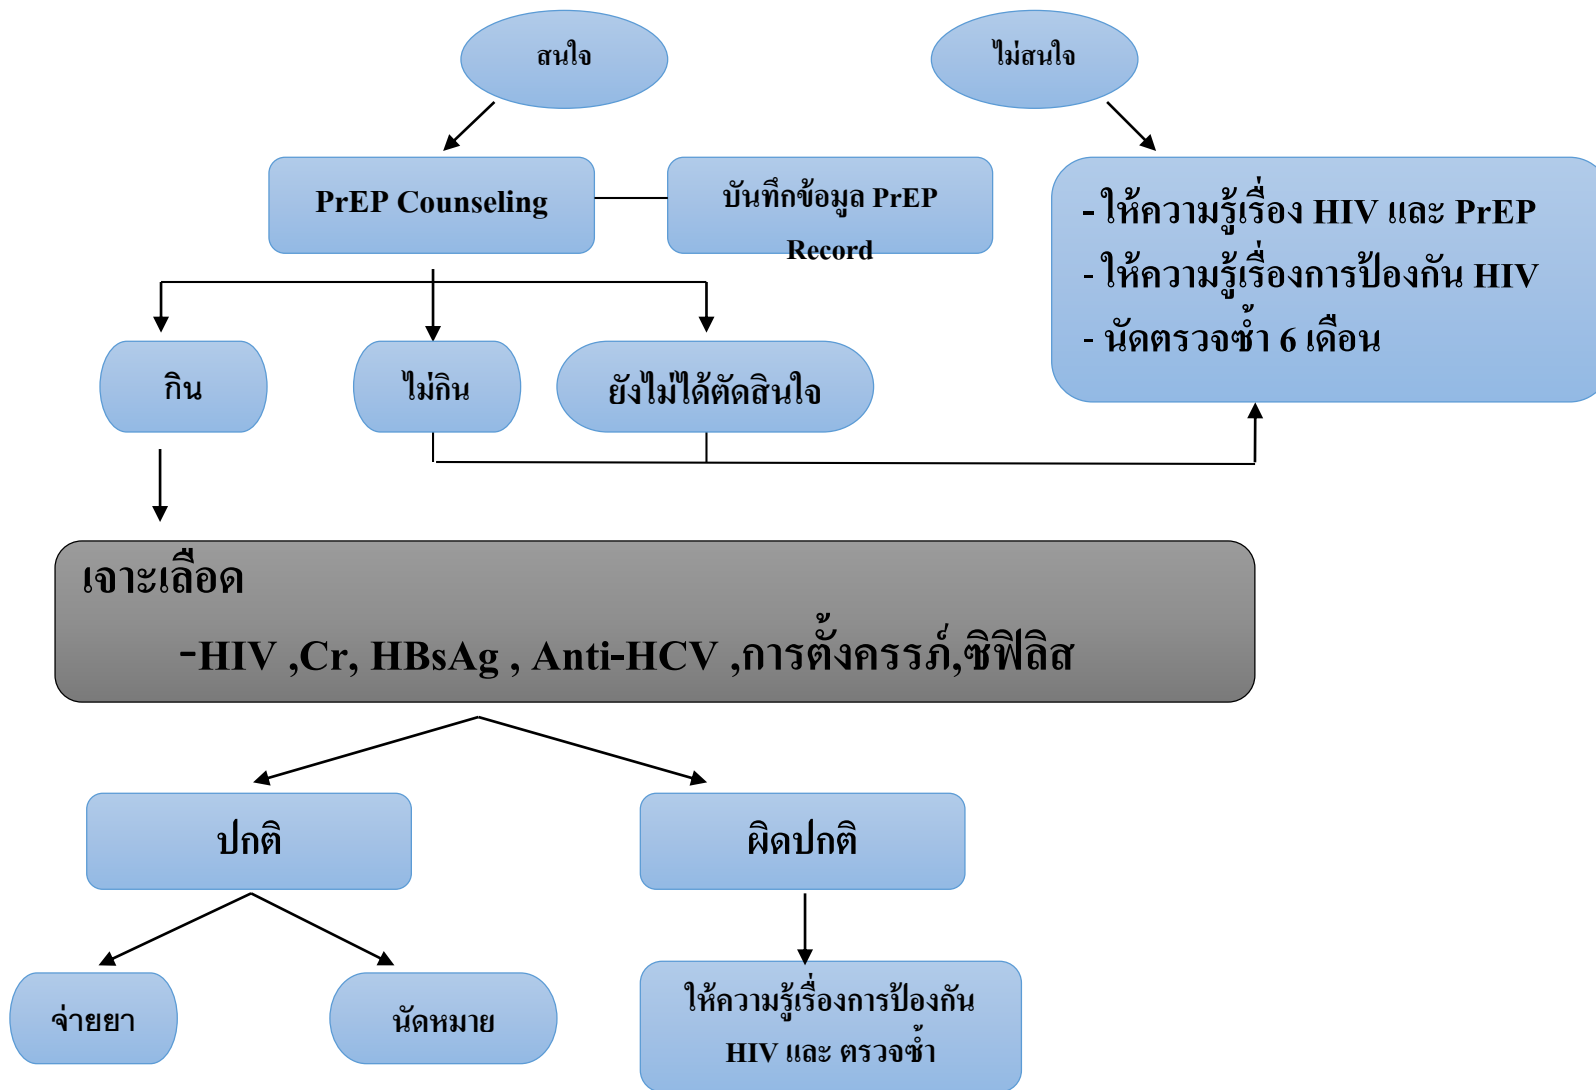 สนใจ
ไม่สนใจ
PrEP Counseling
บันทึกข้อมูล PrEP
Record
- ให้ความรู้เรื่อง HIV และ PrEP
- ให้ความรู้เรื่องการป้องกัน HIV
- นัดตรวจซ้ำ 6 เดือน
กิน
ไม่กิน
ยังไม่ได้ตัดสินใจ
เจาะเลือด
-HIV ,Cr, HBsAg , Anti-HCV ,การตั้งครรภ์,ซิฟิลิส
ปกติ
ผิดปกติ
จ่ายยา
นัดหมาย
ให้ความรู้เรื่องการป้องกัน
HIV และ ตรวจซ้ำ